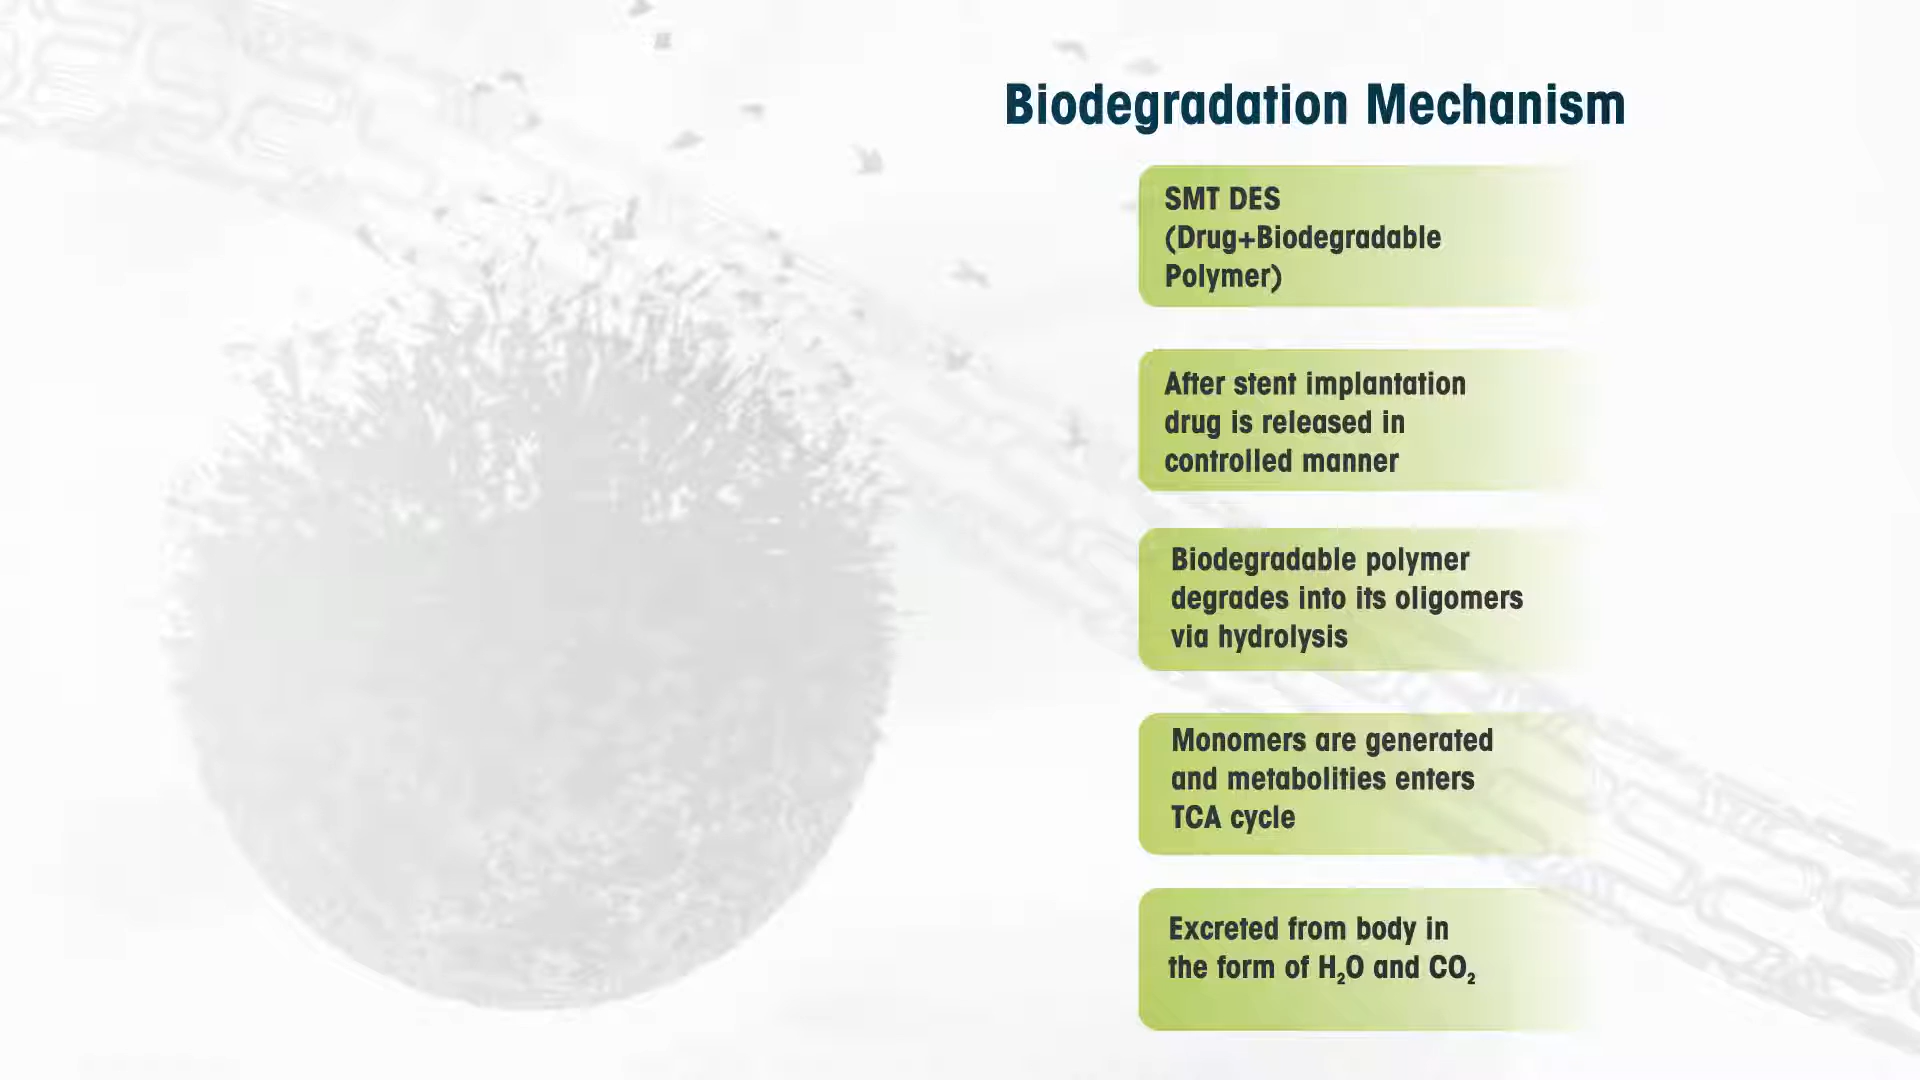 Biodegradation Mechanism
SMT DES
(Drug+Biodegradable
Polymer)
After stent implantation
drug is released in
controlled manner
Biodegradable polymer
degrades into its oligomers
via hydrolysis
Monomers are generated
and metabolities enters
TCA cycle
Excreted from body in
the form of H₂O and CO₂